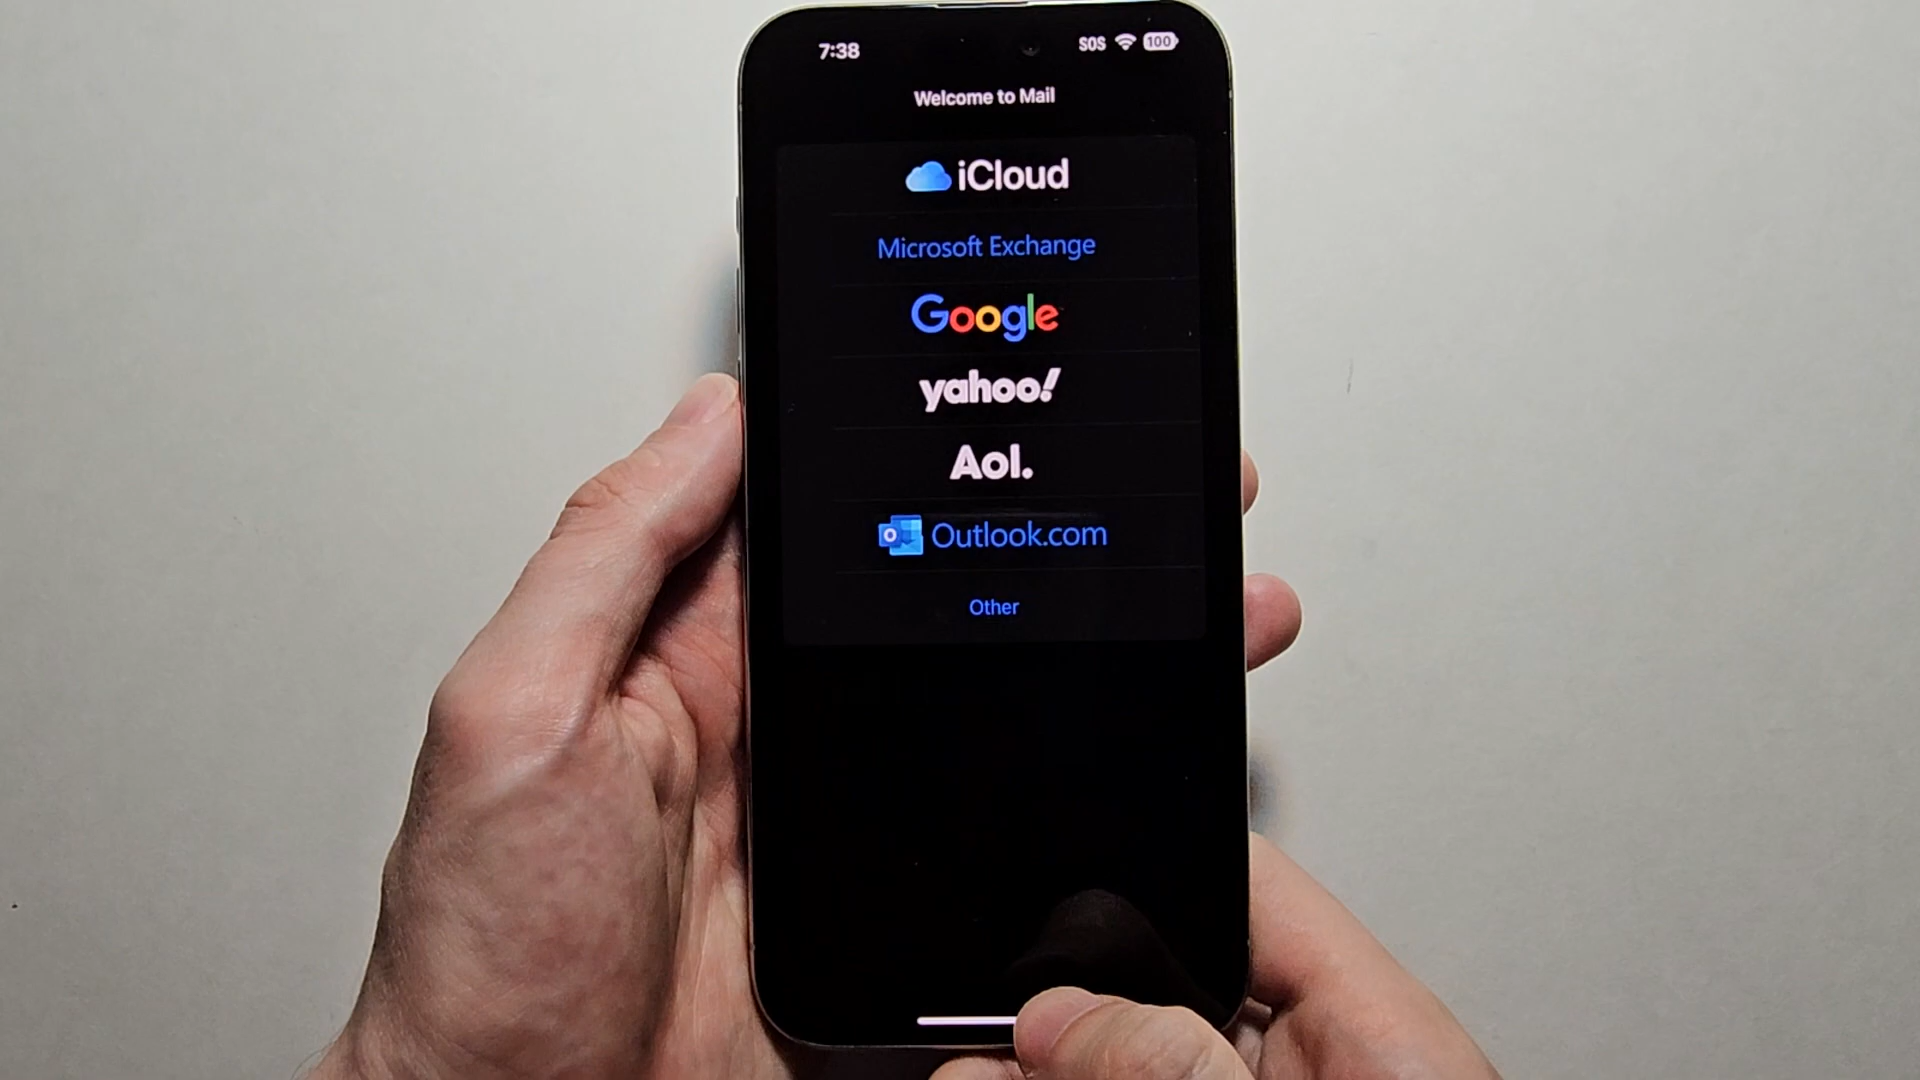 7:38
SOS 100
Welcome to Mail
iCloud
Microsoft Exchange
Google
yahoo!
Aol.
Outlook.com
Other